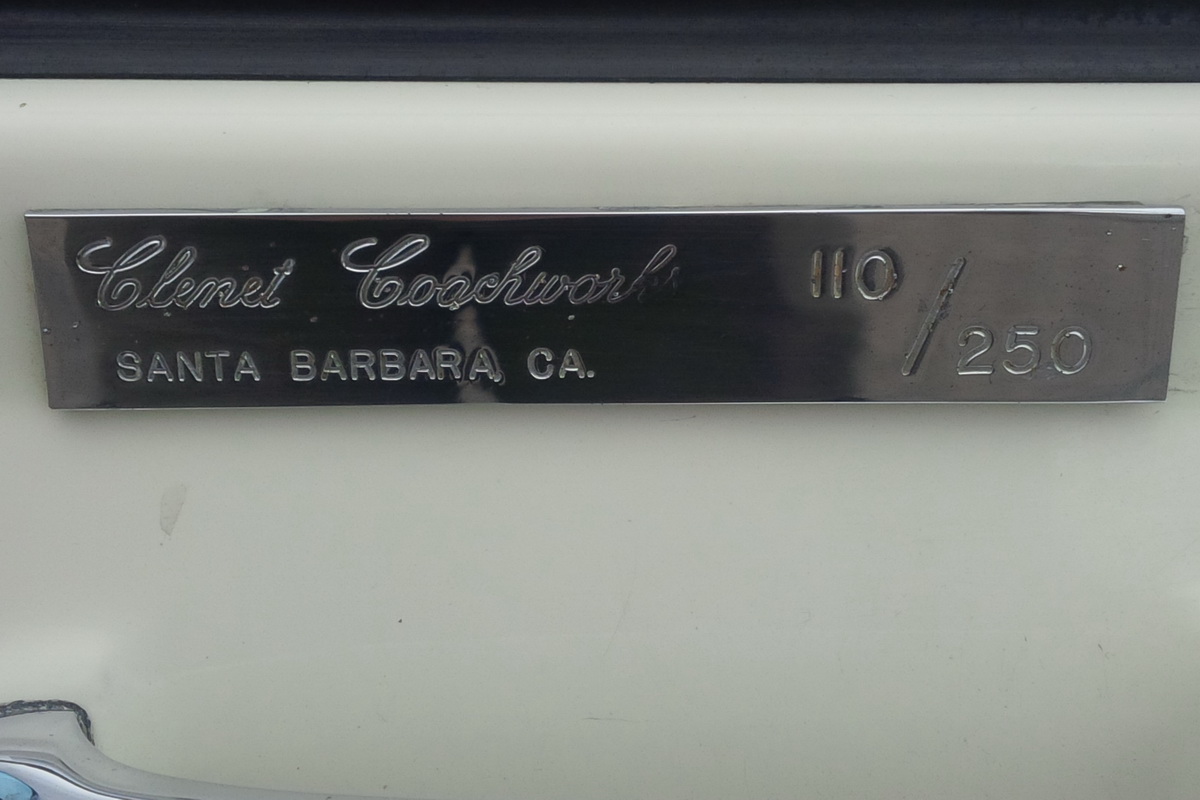 Clenet Coachworks 110/250
SANTA BARBARA, CA.